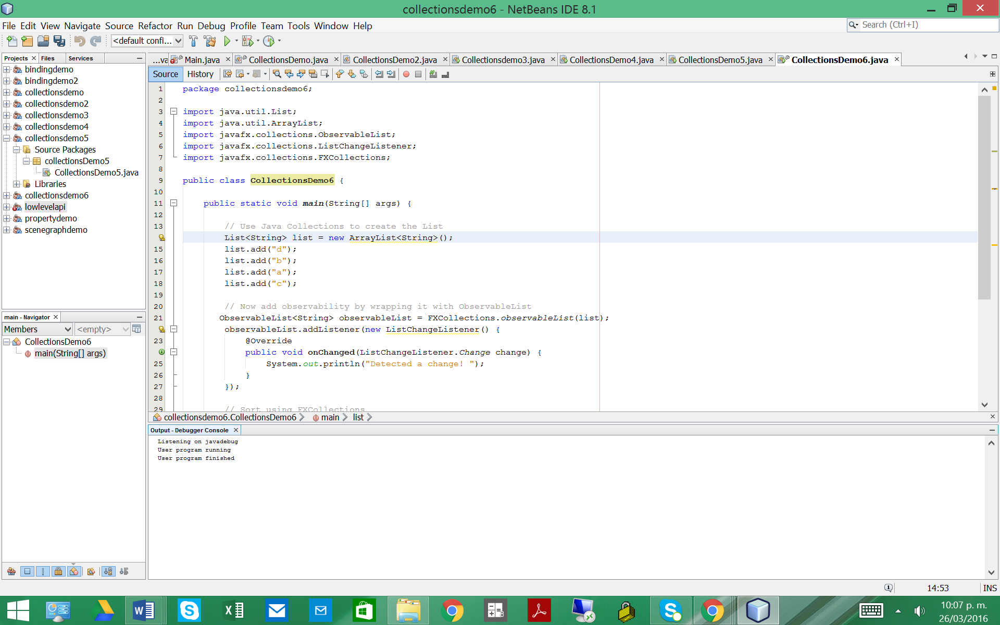 collectionsdemo6 - NetBeans IDE 8.1
File Edit View Navigate Source Refactor Run Debug Profile Team Tools Window Help
Search (Ctrl+I)
<default confi...
Projects Files Services
bindingdemo
bindingdemo2
collectionsdemo
collectionsdemo2
collectionsdemo3
collectionsdemo4
collectionsdemo5
Source Packages
collectionsDemo5
CollectionsDemo5.java
Libraries
collectionsdemo6
lowlevelapi
propertydemo
scenegraphdemo
main - Navigator
Members <empty>
CollectionsDemo6
main(String[] args)
...va Main.java CollectionsDemo.java CollectionsDemo2.java Collectionsdemo3.java CollectionsDemo4.java CollectionsDemo5.java CollectionsDemo6.java
Source History
1 package collectionsdemo6;
2
3 import java.util.List;
4 import java.util.ArrayList;
5 import javafx.collections.ObservableList;
6 import javafx.collections.ListChangeListener;
7 import javafx.collections.FXCollections;
8
9 public class CollectionsDemo6 {
10
11 public static void main(String[] args) {
12
13 // Use Java Collections to create the List
List<String> list = new ArrayList<String>();
15 list.add("d");
16 list.add("b");
17 list.add("a");
18 list.add("c");
19
20 // Now add observability by wrapping it with ObservableList
21 ObservableList<String> observableList = FXCollections.observableList(list);
observableList.addListener(new ListChangeListener() {
23 @Override
public void onChanged(ListChangeListener.Change change) {
25 System.out.println("Detected a change! ");
26 }
27 });
28
29 // Sort using FXCollections
collectionsdemo6.CollectionsDemo6 main list
Output - Debugger Console
Listening on javadebug
User program running
User program finished
14:53 INS
10:07 p. m.
26/03/2016